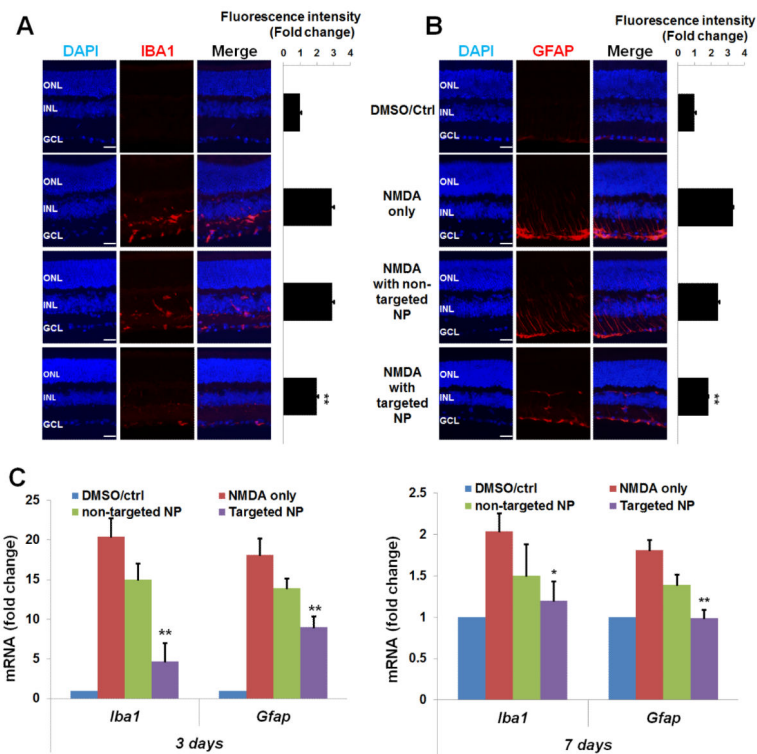 A
Fluorescence intensity
(Fold change)
DAPI IBA1 Merge 0 1 2 3 4
ONL
INL
GCL
ONL
INL
GCL
ONL
INL
GCL
ONL
INL
GCL
**
B
Fluorescence intensity
(Fold change)
DAPI GFAP Merge 0 1 2 3 4
DMSO/Ctrl
ONL
INL
GCL
NMDA
only
ONL
INL
GCL
NMDA
with non-
targeted
NP
ONL
INL
GCL
NMDA
with
targeted
NP
ONL
INL
GCL
**
C
DMSO/ctrl NMDA only
non-targeted NP Targeted NP
mRNA (fold change)
25
20
15
10
5
0
**
**
Iba1 Gfap
3 days
DMSO/ctrl NMDA only
non-targeted NP Targeted NP
mRNA (fold change)
2.5
2
1.5
1
0.5
0
*
**
Iba1 Gfap
7 days